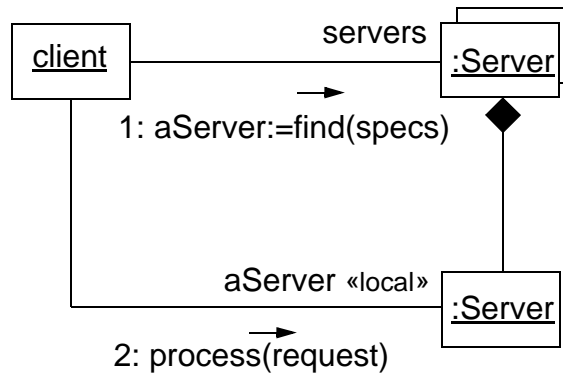 servers
client
:Server
1: aServer:=find(specs)
aServer «local»
:Server
2: process(request)